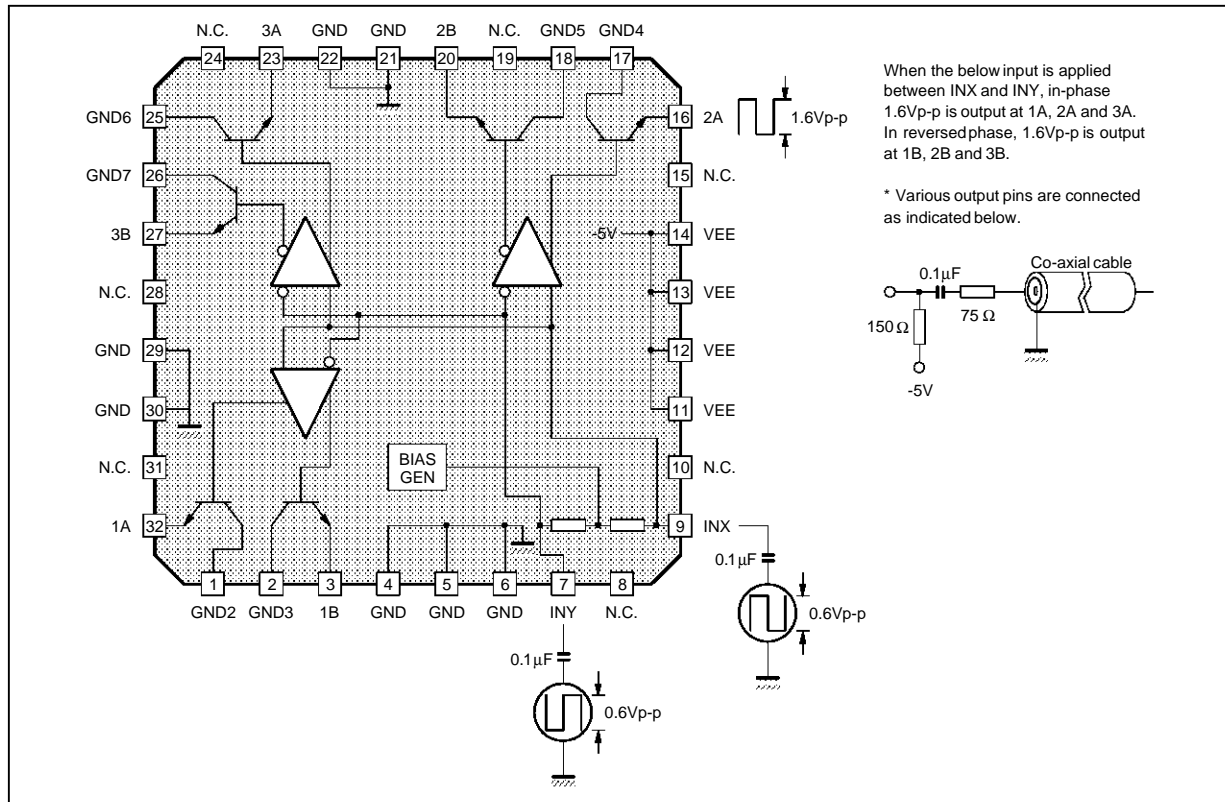 N.C. 3A GND GND 2B N.C. GND5 GND4
24 23 22 21 20 19 18 17
GND6 25
GND7 26
3B 27
N.C. 28
GND 29
GND 30
N.C. 31
1A 32
16 2A
1.6Vp-p
15 N.C.
-5V
14 VEE
13 VEE
12 VEE
11 VEE
10 N.C.
9 INX
BIAS
GEN
1 2 3 4 5 6 7 8
GND2 GND3 1B GND GND GND INY N.C.
0.1µF
0.6Vp-p
0.1µF
0.6Vp-p
When the below input is applied
between INX and INY, in-phase
1.6Vp-p is output at 1A, 2A and 3A.
In reversed phase, 1.6Vp-p is output
at 1B, 2B and 3B.
* Various output pins are connected
as indicated below.
Co-axial cable
0.1µF
150 Ω
75 Ω
-5V